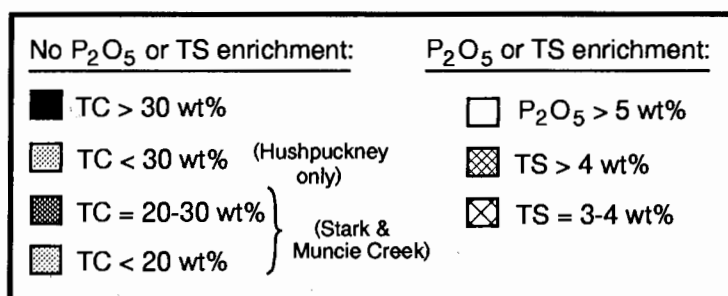 No P₂O₅ or TS enrichment:
TC > 30 wt%
TC < 30 wt% (Hushpuckney only)
TC = 20-30 wt%
TC < 20 wt%
(Stark & Muncie Creek)
P₂O₅ or TS enrichment:
P₂O₅ > 5 wt%
TS > 4 wt%
TS = 3-4 wt%